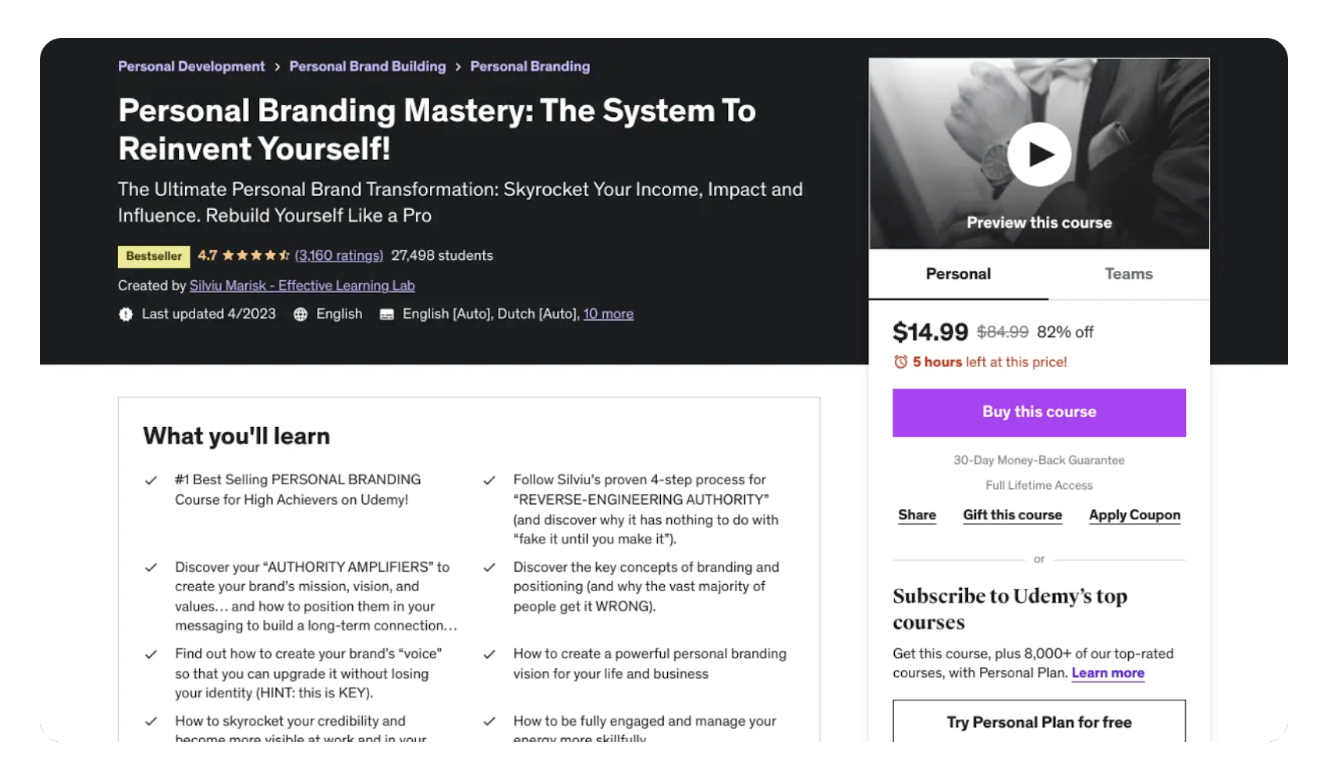 Personal Development > Personal Brand Building > Personal Branding
Personal Branding Mastery: The System To
Reinvent Yourself!
The Ultimate Personal Brand Transformation: Skyrocket Your Income, Impact and
Influence. Rebuild Yourself Like a Pro
Bestseller 4.7 (3,160 ratings) 27,498 students
Created by Silviu Marisk - Effective Learning Lab
Last updated 4/2023 English English [Auto], Dutch [Auto], 10 more
What you'll learn
#1 Best Selling PERSONAL BRANDING
Course for High Achievers on Udemy!
Follow Silviu's proven 4-step process for
“REVERSE-ENGINEERING AUTHORITY”
(and discover why it has nothing to do with
“fake it until you make it”).
Discover your “AUTHORITY AMPLIFIERS” to
create your brand’s mission, vision, and
values… and how to position them in your
messaging to build a long-term connection…
Discover the key concepts of branding and
positioning (and why the vast majority of
people get it WRONG).
Find out how to create your brand’s “voice”
so that you can upgrade it without losing
your identity (HINT: this is KEY).
How to create a powerful personal branding
vision for your life and business
How to skyrocket your credibility and
become more visible at work and in your
How to be fully engaged and manage your
energy more skillfully
Preview this course
Personal Teams
$14.99 $84.99 82% off
5 hours left at this price!
Buy this course
30-Day Money-Back Guarantee
Full Lifetime Access
Share Gift this course Apply Coupon
or
Subscribe to Udemy’s top
courses
Get this course, plus 8,000+ of our top-rated
courses, with Personal Plan. Learn more
Try Personal Plan for free